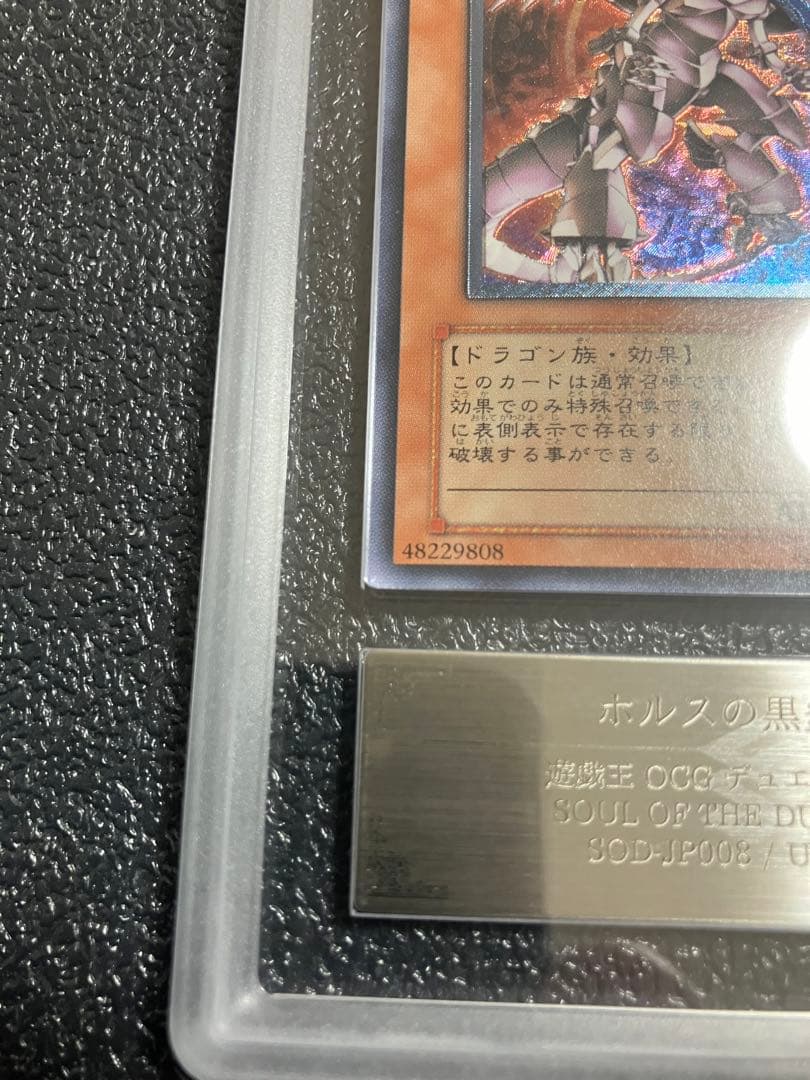 【ドラゴン族・効果】
このカードは通常召喚でき
効果でのみ特殊召喚でき
に表側表示で存在する限
破壊する事ができる。
48229808
ホルスの黒
遊戯王 OCG デュエ
SOUL OF THE DU
SOD-JP008 / U